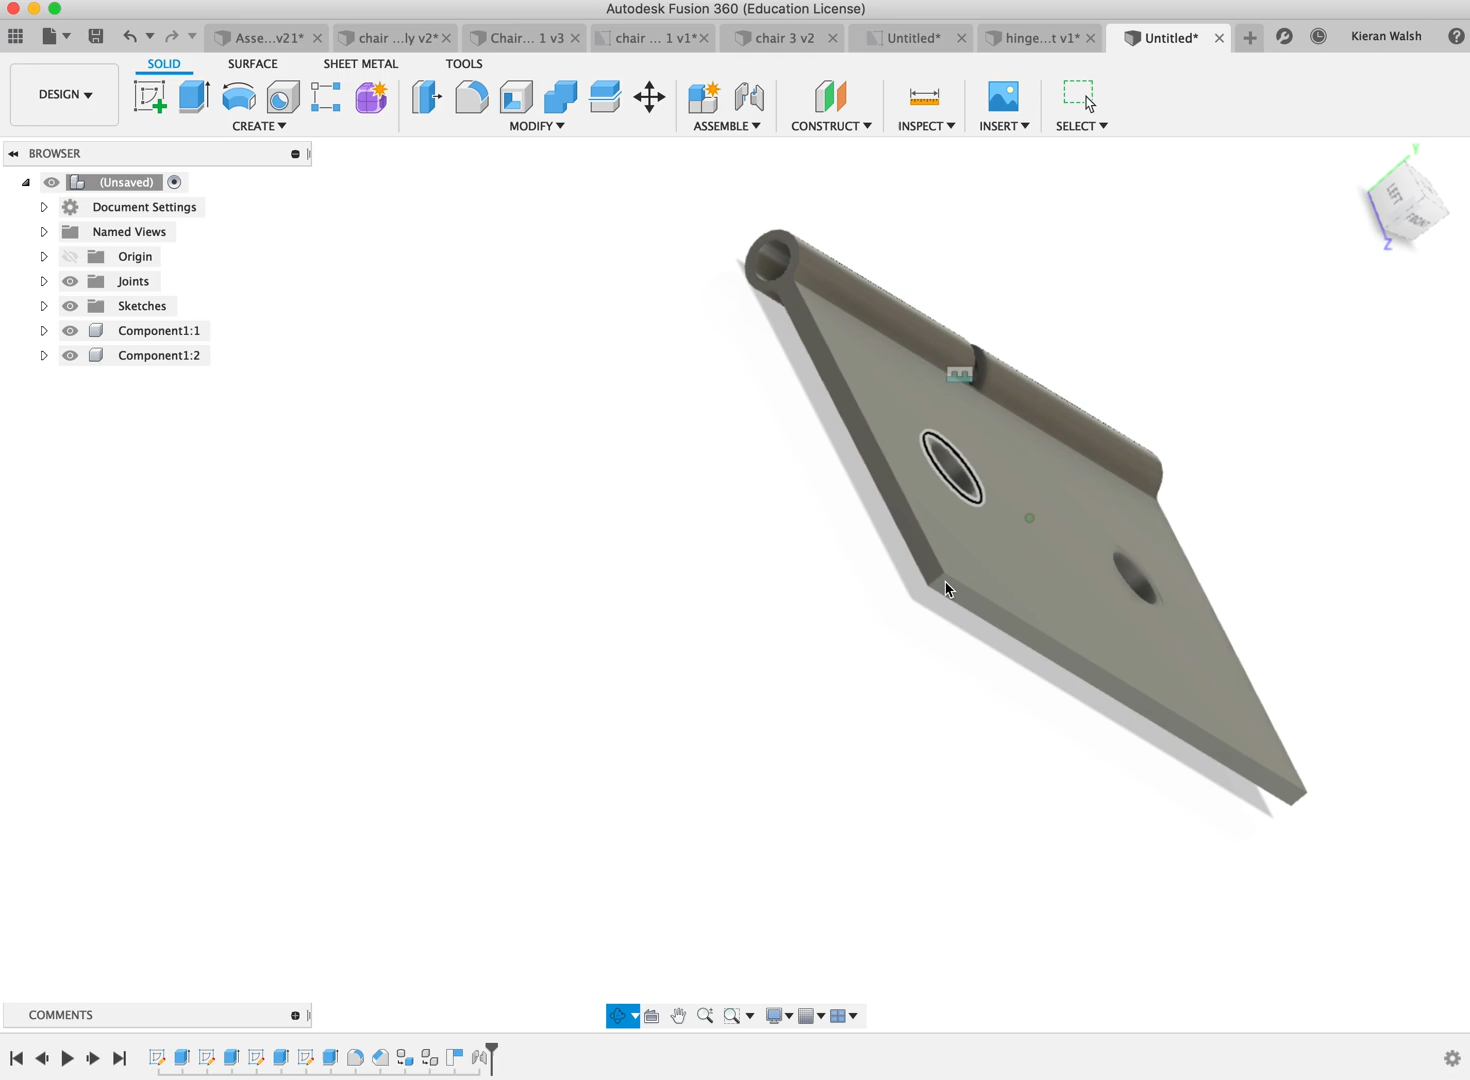 Autodesk Fusion 360 (Education License)
Asse...v21*
chair ...ly v2*
Chair... 1 v3
chair ... 1 v1*
chair 3 v2
Untitled*
hinge...t v1*
Untitled*
Kieran Walsh
DESIGN
SOLID
SURFACE
SHEET METAL
TOOLS
CREATE
MODIFY
ASSEMBLE
CONSTRUCT
INSPECT
INSERT
SELECT
BROWSER
(Unsaved)
Document Settings
Named Views
Origin
Joints
Sketches
Component1:1
Component1:2
Y
LEFT
FRONT
Z
COMMENTS